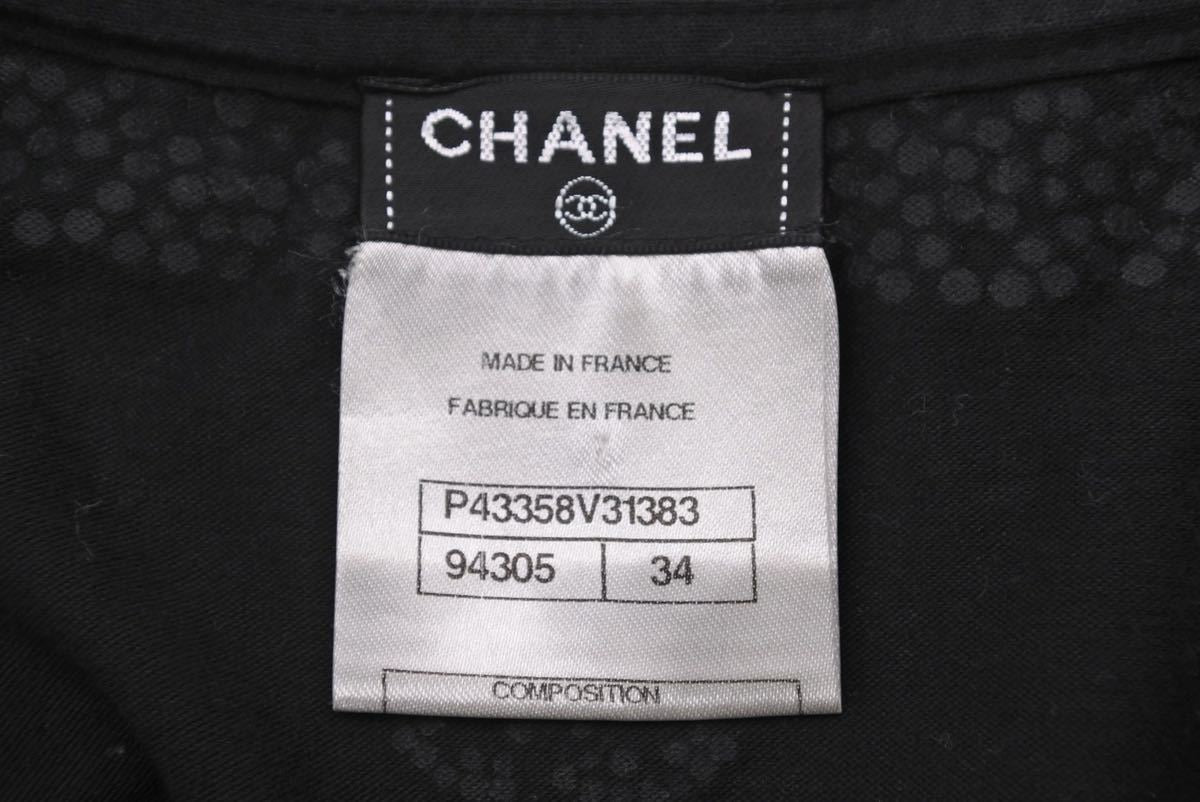 CHANEL
MADE IN FRANCE
FABRIQUE EN FRANCE
P43358V31383
94305 34
COMPOSITION